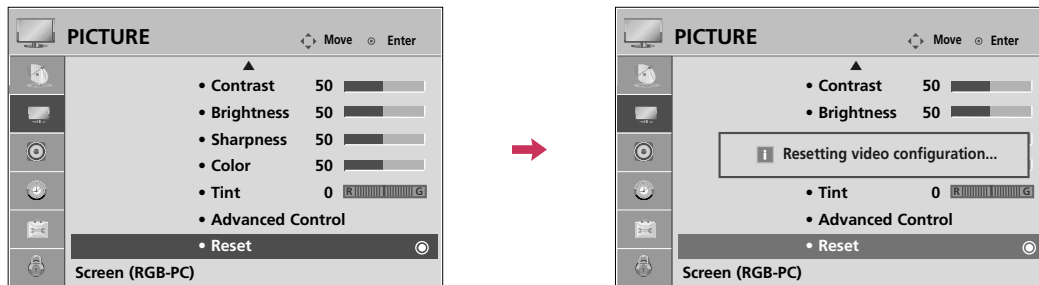 PICTURE
Move
Enter
• Contrast 50
• Brightness 50
• Sharpness 50
• Color 50
• Tint 0 R G
• Advanced Control
• Reset
Screen (RGB-PC)
PICTURE
Move
Enter
• Contrast 50
• Brightness 50
i Resetting video configuration...
• Tint 0 R G
• Advanced Control
• Reset
Screen (RGB-PC)